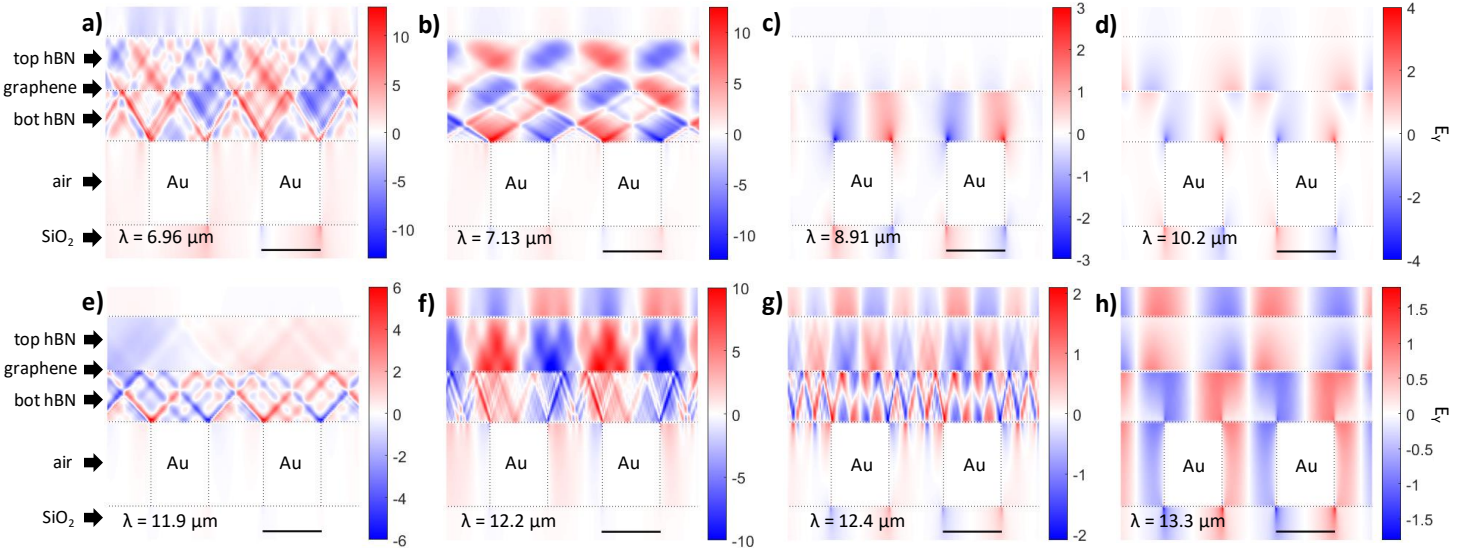 a)
b)
c)
d)
top hBN
graphene
bot hBN
air
SiO₂
Au
Au
λ = 6.96 µm
10
5
0
-5
-10
Au
Au
λ = 7.13 µm
10
5
0
-5
-10
Au
Au
λ = 8.91 µm
3
2
1
0
-1
-2
-3
Au
Au
λ = 10.2 µm
4
2
0
-2
-4
E_Y
e)
f)
g)
h)
top hBN
graphene
bot hBN
air
SiO₂
Au
Au
λ = 11.9 µm
6
4
2
0
-2
-4
-6
Au
Au
λ = 12.2 µm
10
5
0
-5
-10
Au
Au
λ = 12.4 µm
2
1
0
-1
-2
Au
Au
λ = 13.3 µm
1.5
1
0.5
0
-0.5
-1
-1.5
E_Y